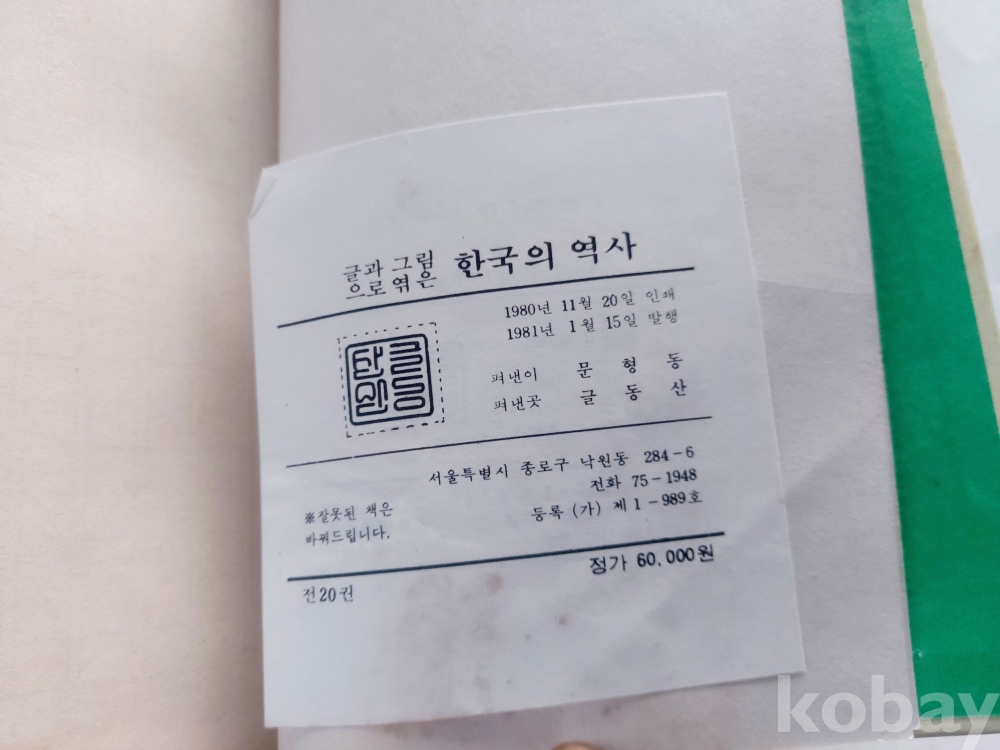 글과 그림
으로 엮은 한국의 역사
1980년 11월 20일 인쇄
1981년 1월 15일 발행
펴낸이 문형동
펴낸곳 글동산
서울특별시 종로구 낙원동 284-6
전화 75-1948
※잘못된 책은
바꿔드립니다.
등록 (가) 제1-989호
정가 60,000원
전20권
kobay